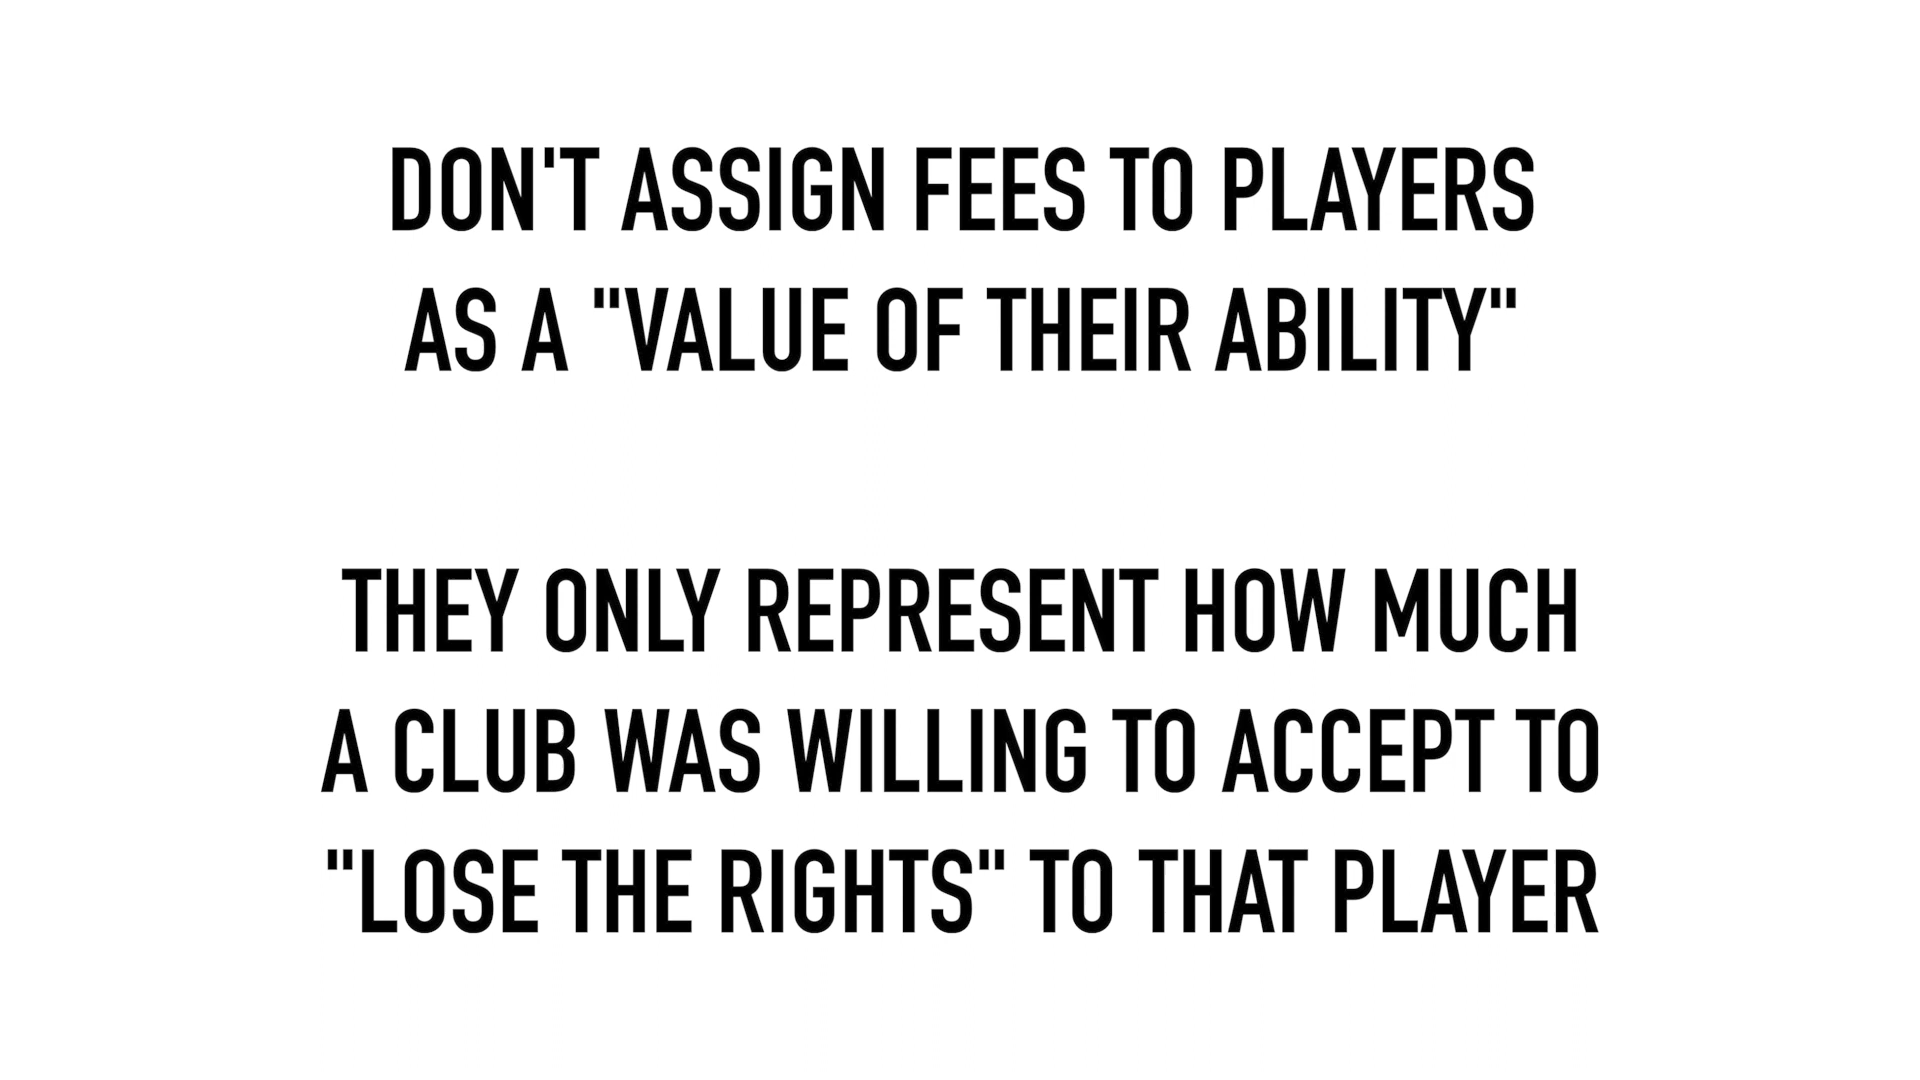 DON'T ASSIGN FEES TO PLAYERS
AS A "VALUE OF THEIR ABILITY"
THEY ONLY REPRESENT HOW MUCH
A CLUB WAS WILLING TO ACCEPT TO
"LOSE THE RIGHTS" TO THAT PLAYER